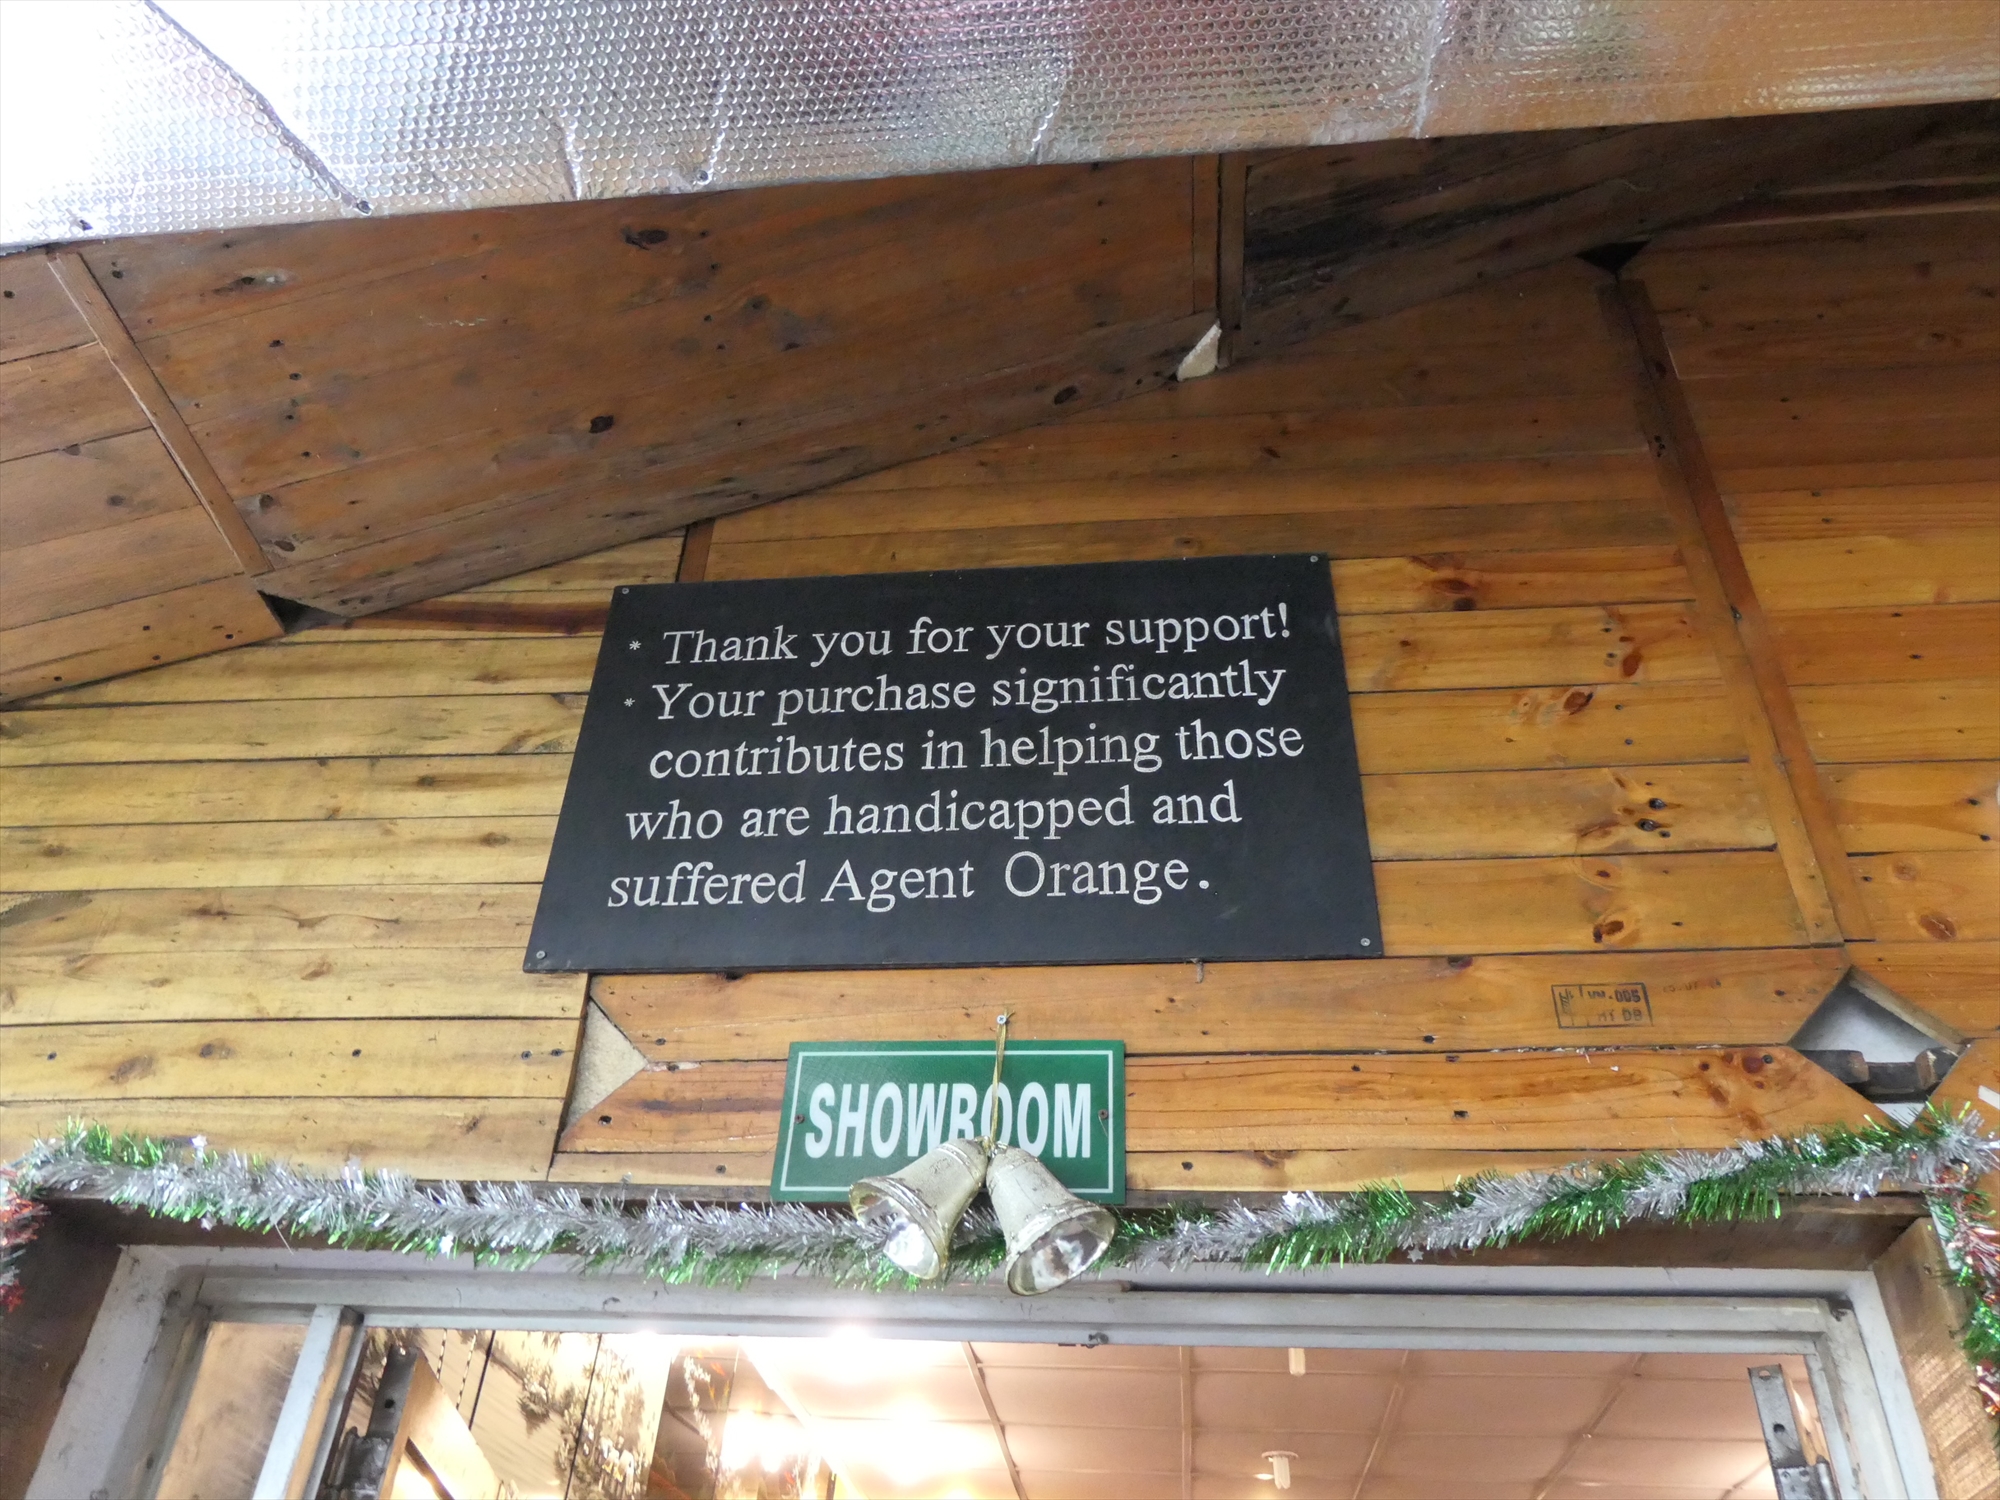 * Thank you for your support!
* Your purchase significantly
contributes in helping those
who are handicapped and
suffered Agent Orange.
SHOWROOM